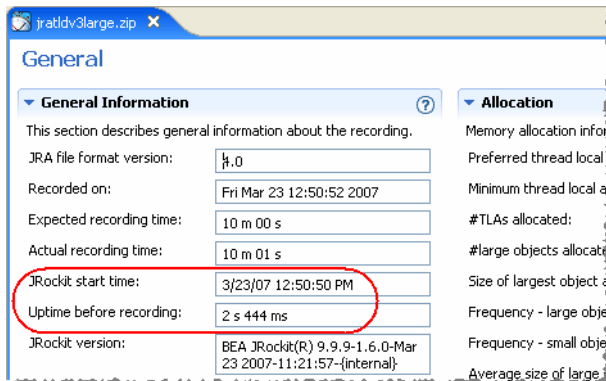 jratldv3large.zip
General
General Information
This section describes general information about the recording.
JRA file format version: 4.0
Recorded on: Fri Mar 23 12:50:52 2007
Expected recording time: 10 m 00 s
Actual recording time: 10 m 01 s
JRockit start time: 3/23/07 12:50:50 PM
Uptime before recording: 2 s 444 ms
JRockit version: BEA JRockit(R) 9.9.9-1.6.0-Mar
23 2007-11:21:57-{internal}
Allocation
Memory allocation
Preferred thread local
Minimum thread local
#TLAs allocated:
#large objects
Size of largest object
Frequency - large
Frequency - small
Average size of large